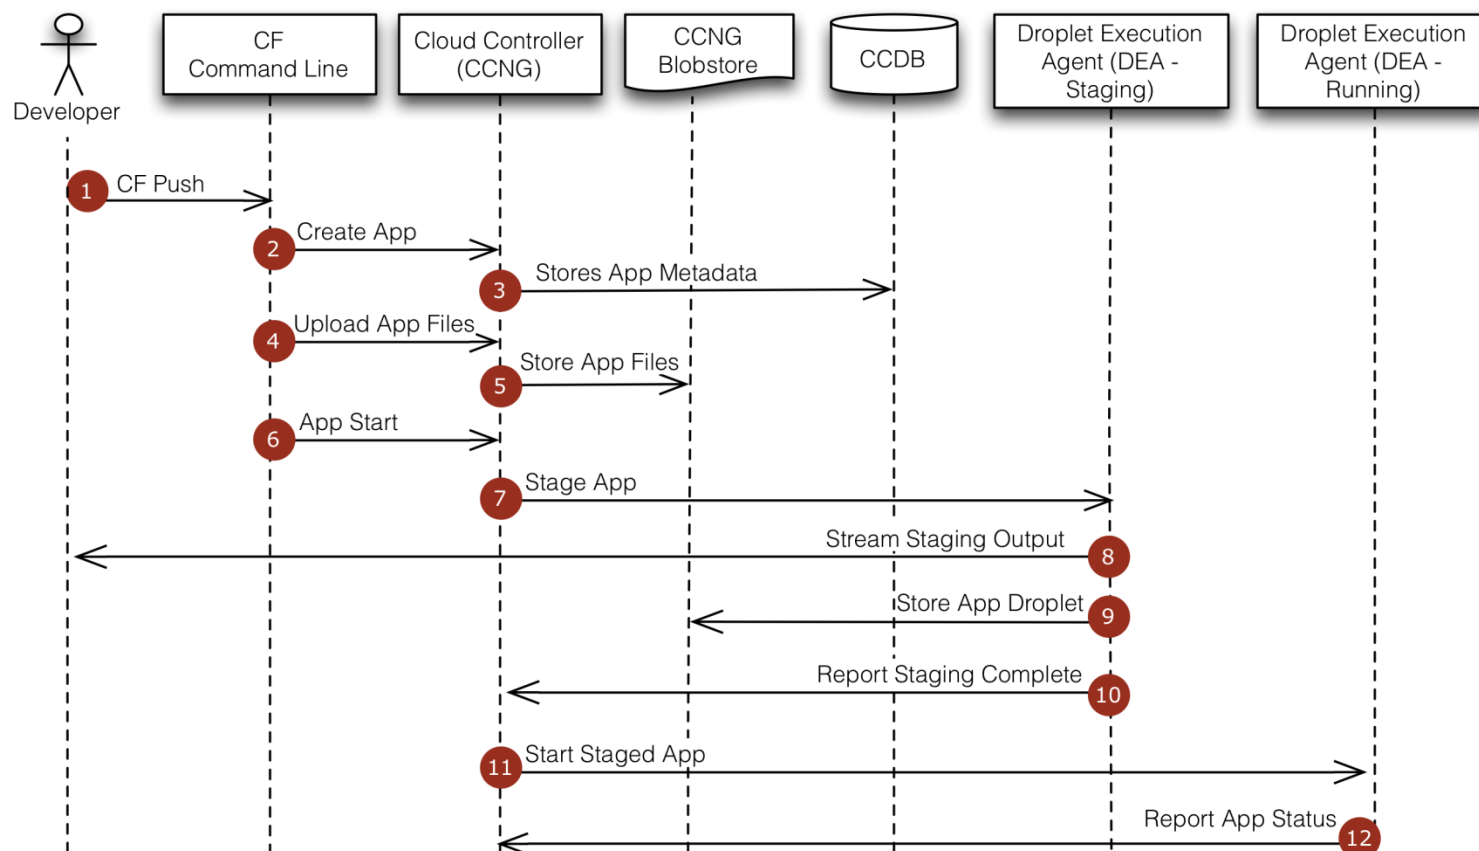 Developer
CF
Command Line
Cloud Controller
(CCNG)
CCNG
Blobstore
CCDB
Droplet Execution
Agent (DEA -
Staging)
Droplet Execution
Agent (DEA -
Running)
1 CF Push
2 Create App
3 Stores App Metadata
4 Upload App Files
5 Store App Files
6 App Start
7 Stage App
Stream Staging Output 8
Store App Droplet 9
Report Staging Complete 10
11 Start Staged App
Report App Status 12